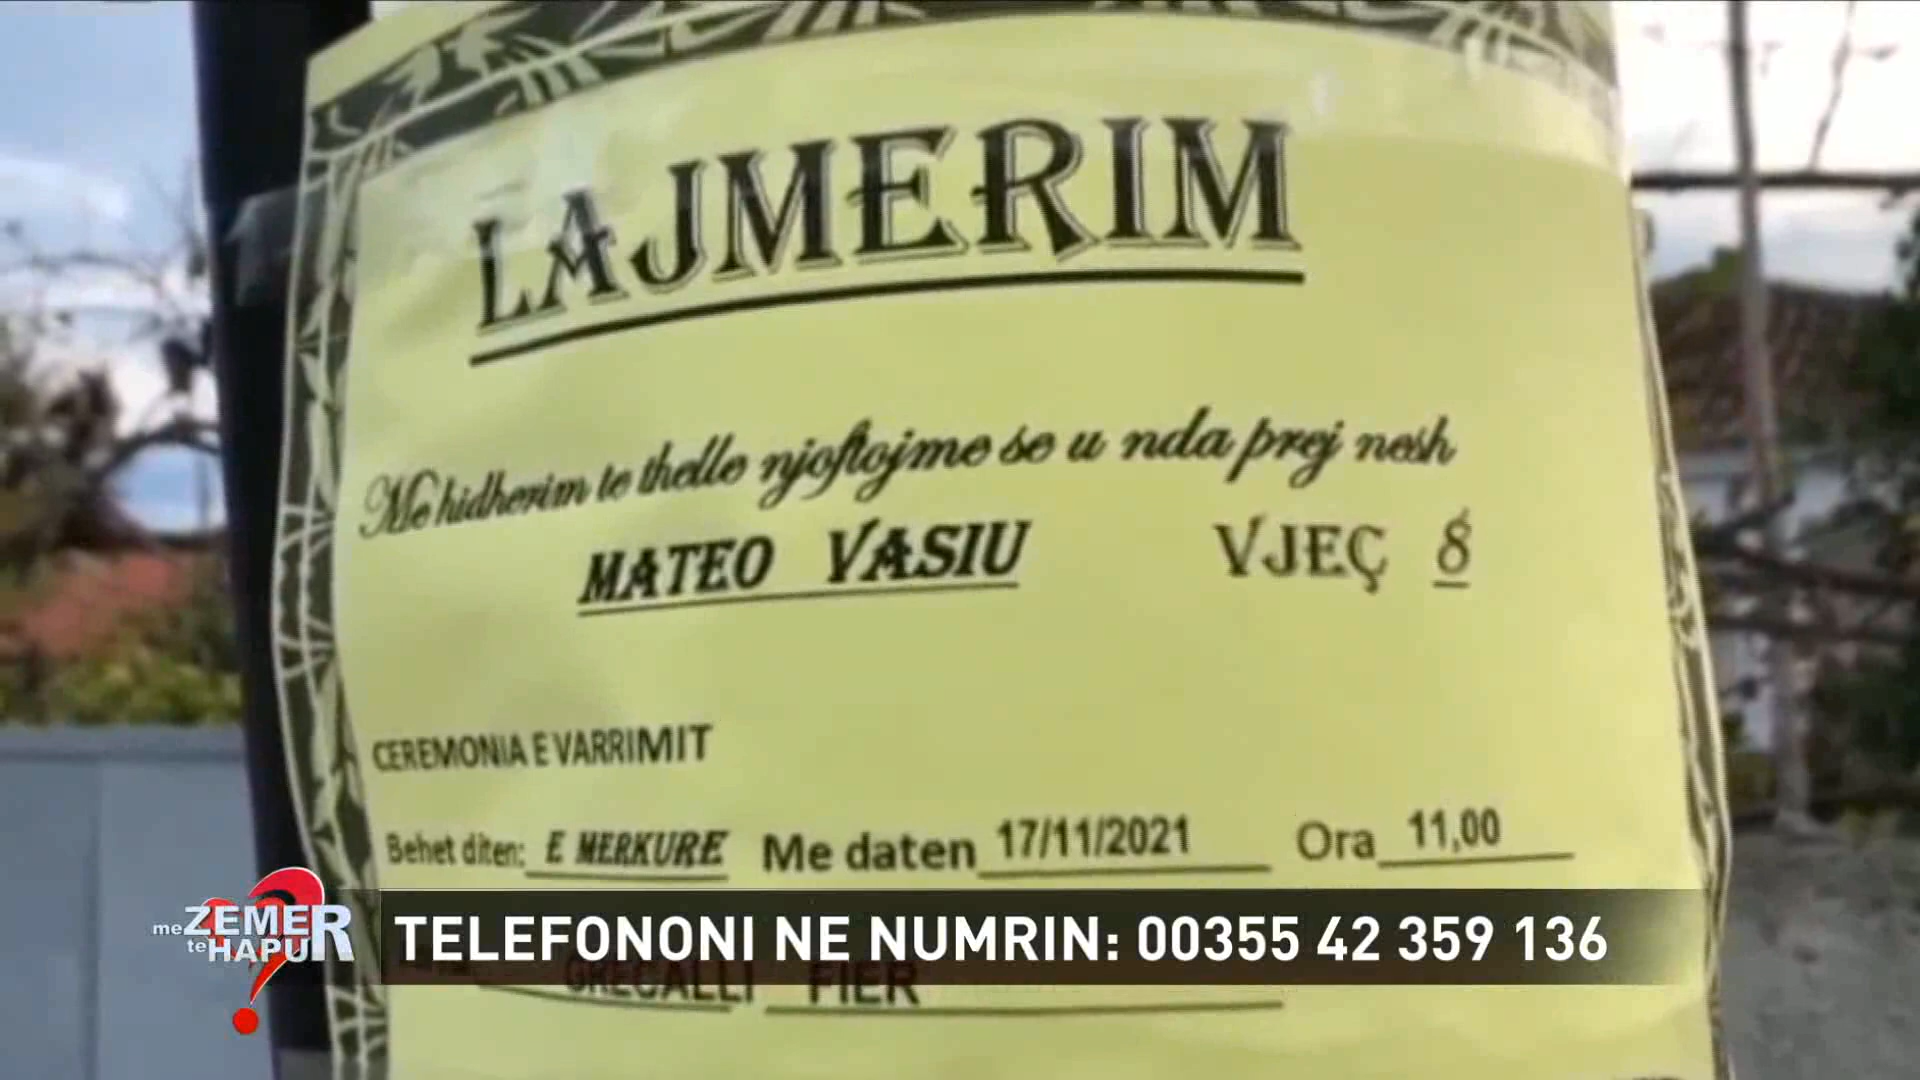 LAJMERIM
Me hidherim te thelle njoftojme se u nda prej nesh
MATEO VASIU VJEÇ 8
CEREMONIA E VARRIMIT
Behet diten: E MERKURE Me daten 17/11/2021 Ora 11,00
me ZEMER te HAPUR
TELEFONONI NE NUMRIN: 00355 42 359 136
GRECALLI FIER